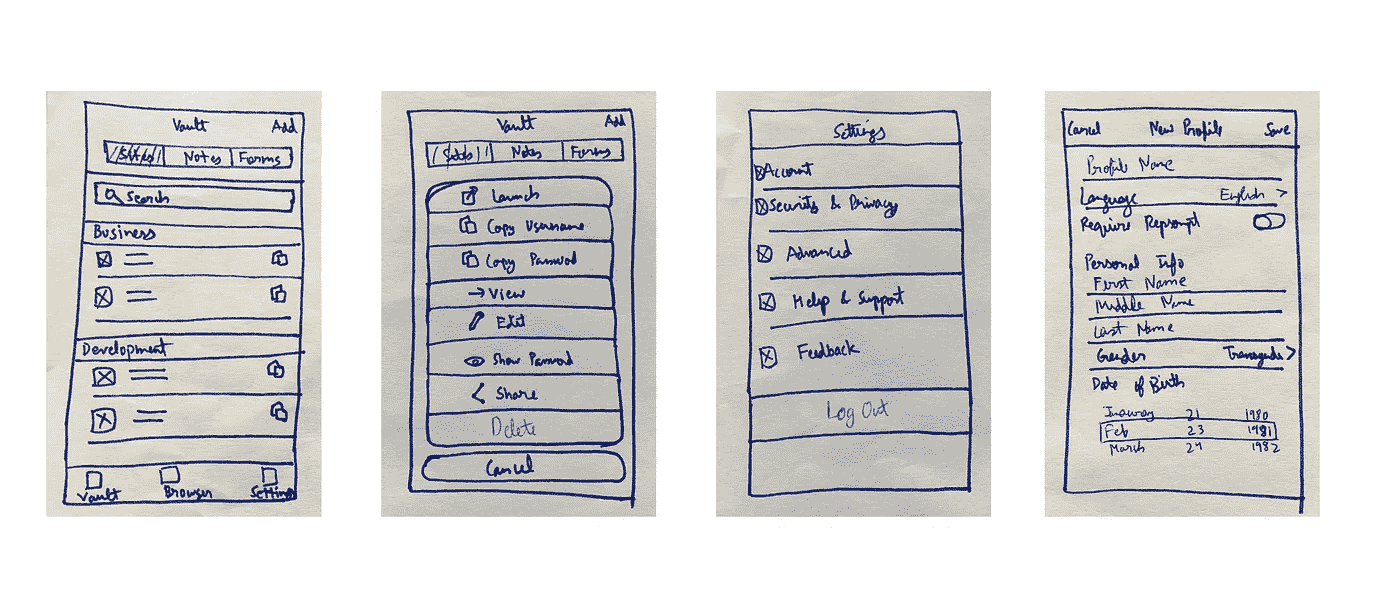 Vault Add
Sites Notes Forms
Search
Business
Development
Vault Browser Setting
Vault Add
Sites Notes Forms
Launch
Copy Username
Copy Password
View
Edit
Show Password
Share
Delete
Cancel
Settings
Account
Security & Privacy
Advanced
Help & Support
Feedback
Log Out
Cancel New Profile Save
Profile Name
Language English >
Require Reprompt
Personal Info
First Name
Middle Name
Last Name
Gender >
Date of Birth
21 1980
Feb 23 1981
March 24 1982